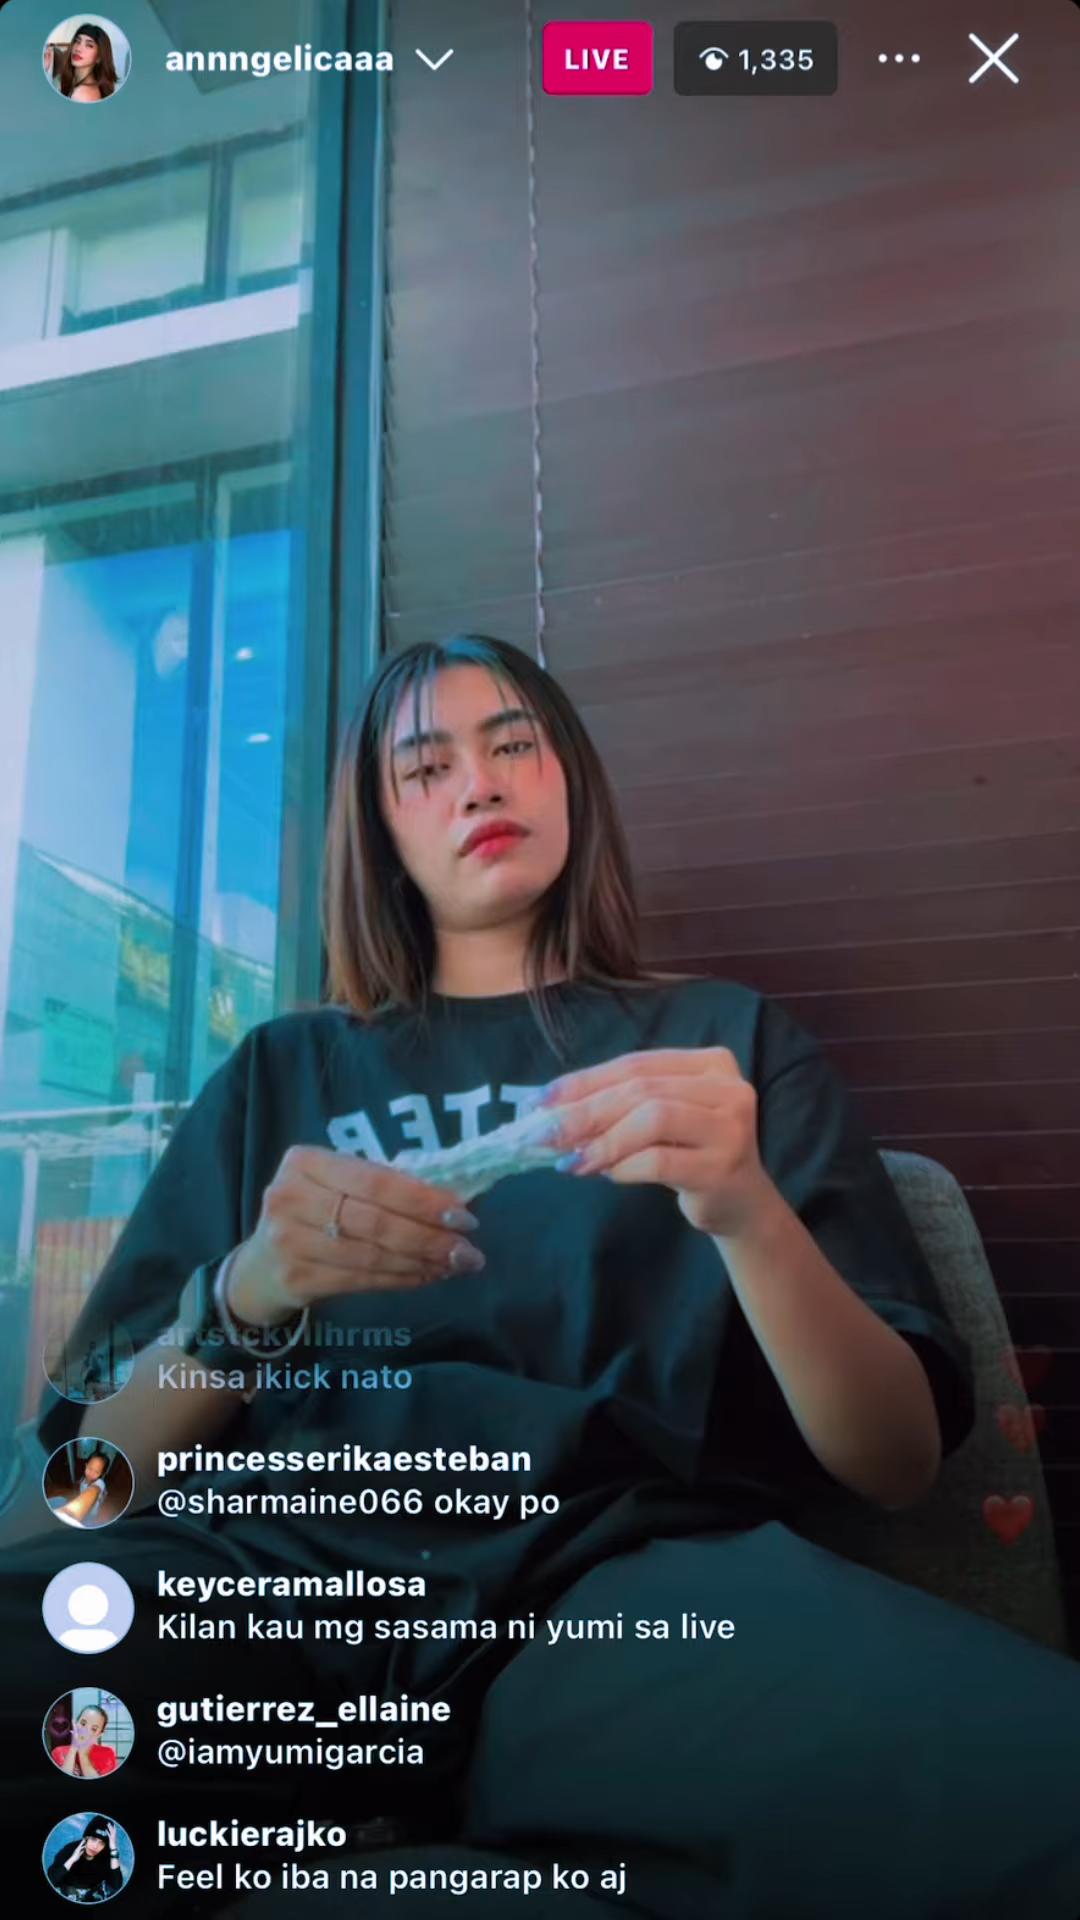 annngelicaaa
LIVE
1,335
artstckyllhrms
Kinsa ikick nato
princesserikaesteban
@sharmaine066 okay po
keyceramallosa
Kilan kau mg sasama ni yumi sa live
gutierrez_ellaine
@iamyumigarcia
luckierajko
Feel ko iba na pangarap ko aj